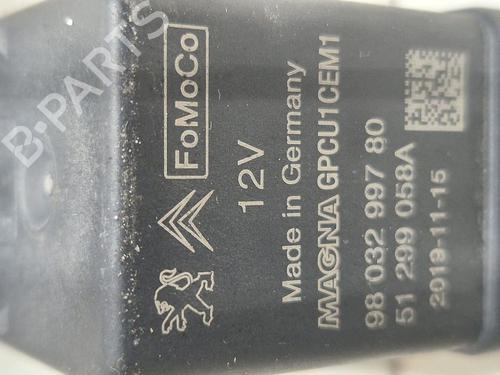 FoMoCo
12V
Made in Germany
MAGNA GPCU1CEM1
98 032 997 80
51 299 058A
2019-11-15
B-PARTS